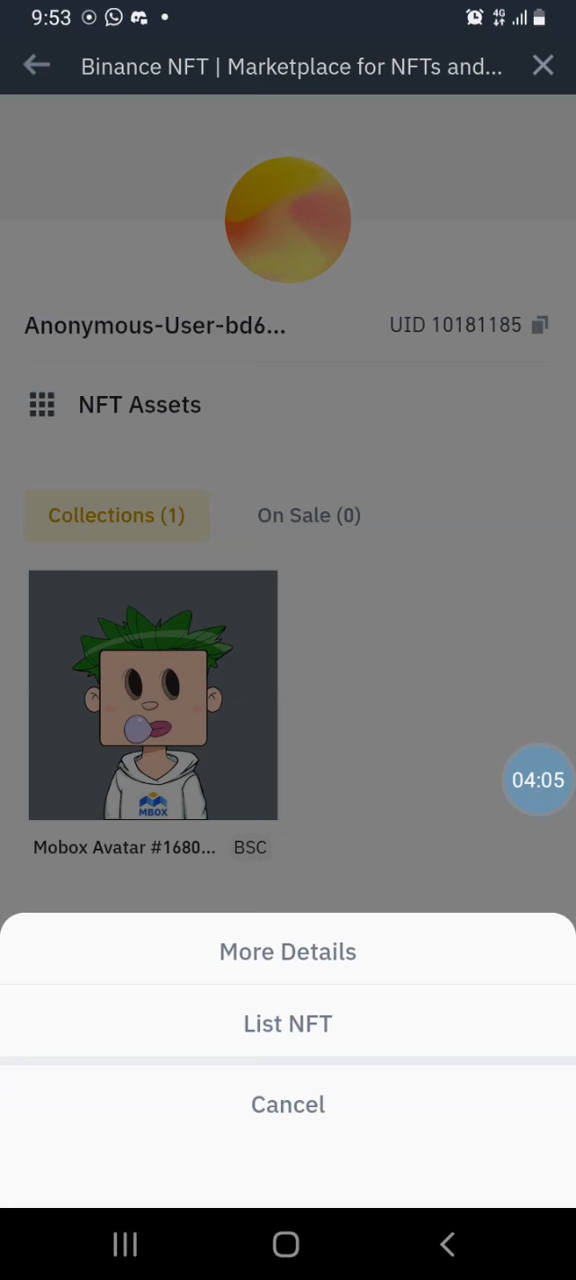 9:53
4G
Binance NFT | Marketplace for NFTs and...
Anonymous-User-bd6...
UID 10181185
NFT Assets
Collections (1)
On Sale (0)
MBOX
04:05
Mobox Avatar #1680...
BSC
More Details
List NFT
Cancel